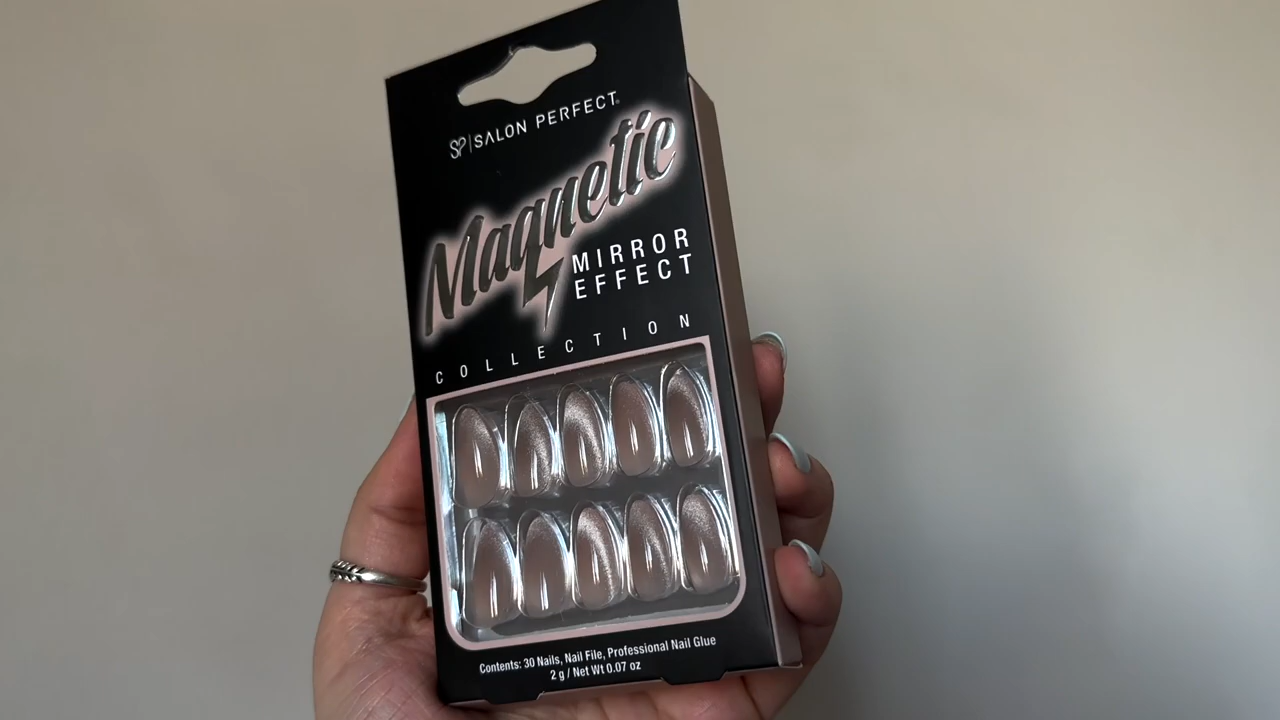 SP|SALON PERFECT®
Magnetic
MIRROR
EFFECT
COLLECTION
Contents: 30 Nails, Nail File, Professional Nail Glue
2 g / Net Wt 0.07 oz